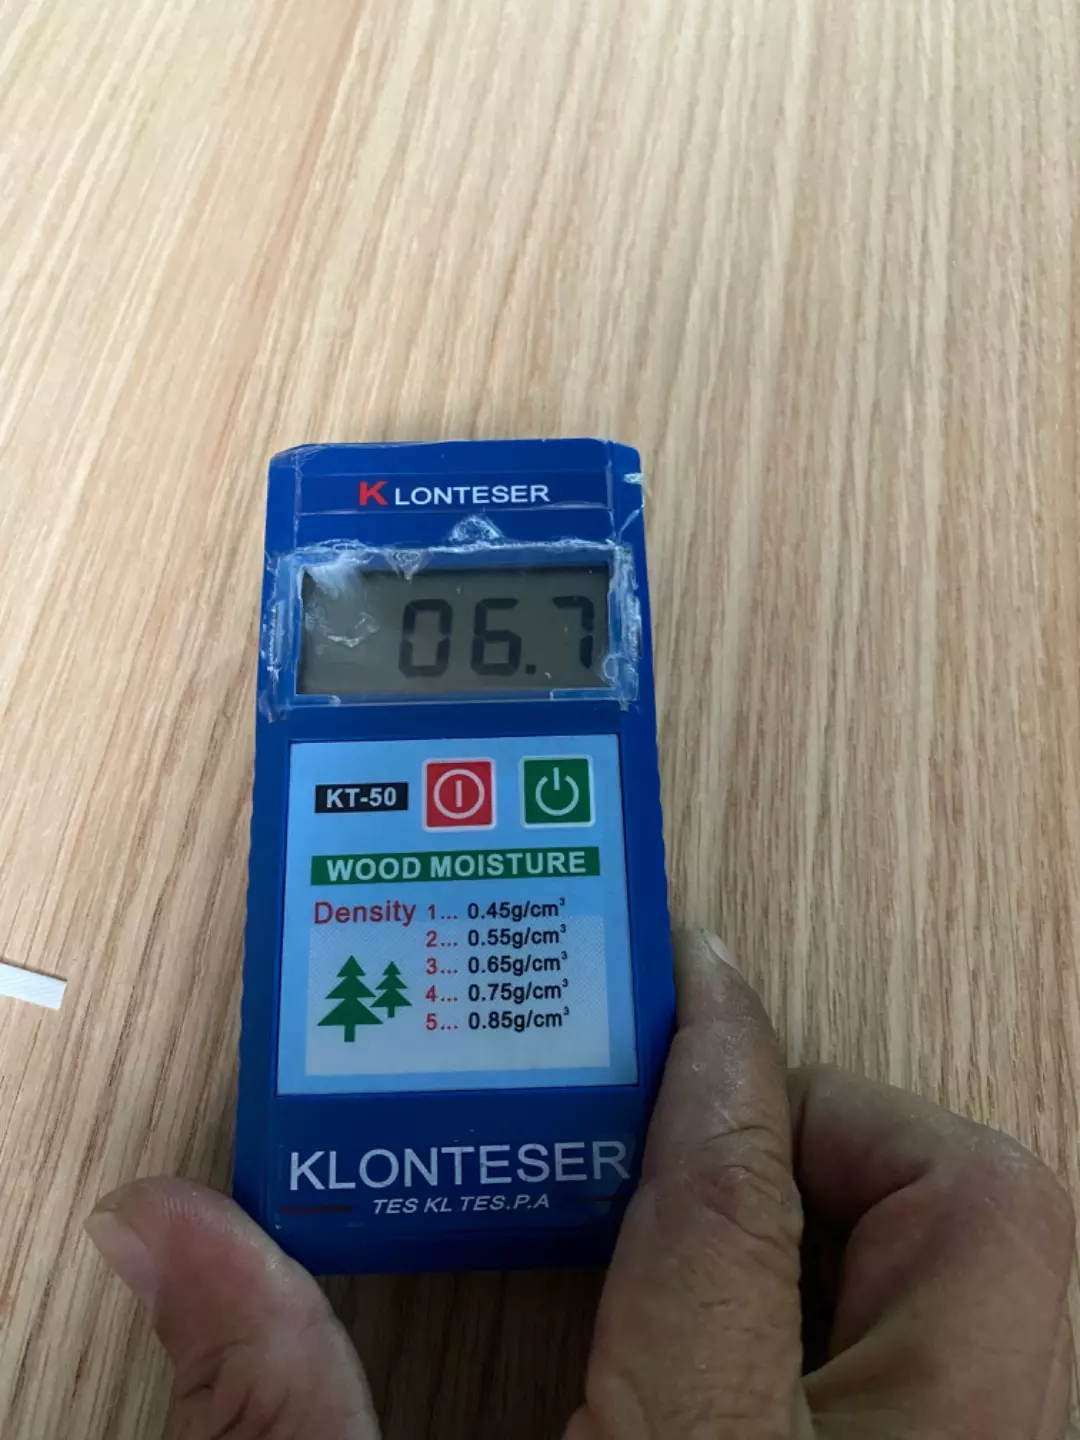 KLONTESER
06.7
KT-50
WOOD MOISTURE
Density 1... 0.45g/cm³
2... 0.55g/cm³
3... 0.65g/cm³
4... 0.75g/cm³
5... 0.85g/cm³
KLONTESER
TES KL TES.P.A